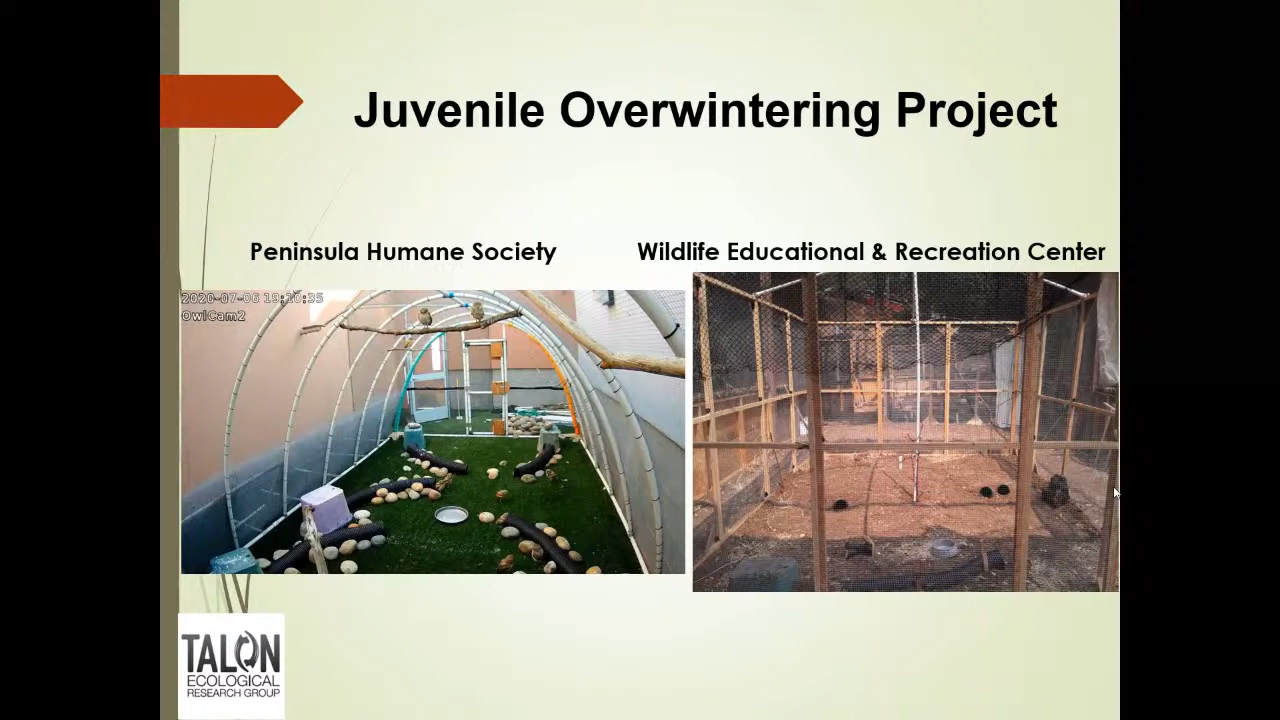 Juvenile Overwintering Project
Peninsula Humane Society
Wildlife Educational & Recreation Center
2020-07-06 19:10:35
OwlCam2
TALON
ECOLOGICAL
RESEARCH GROUP